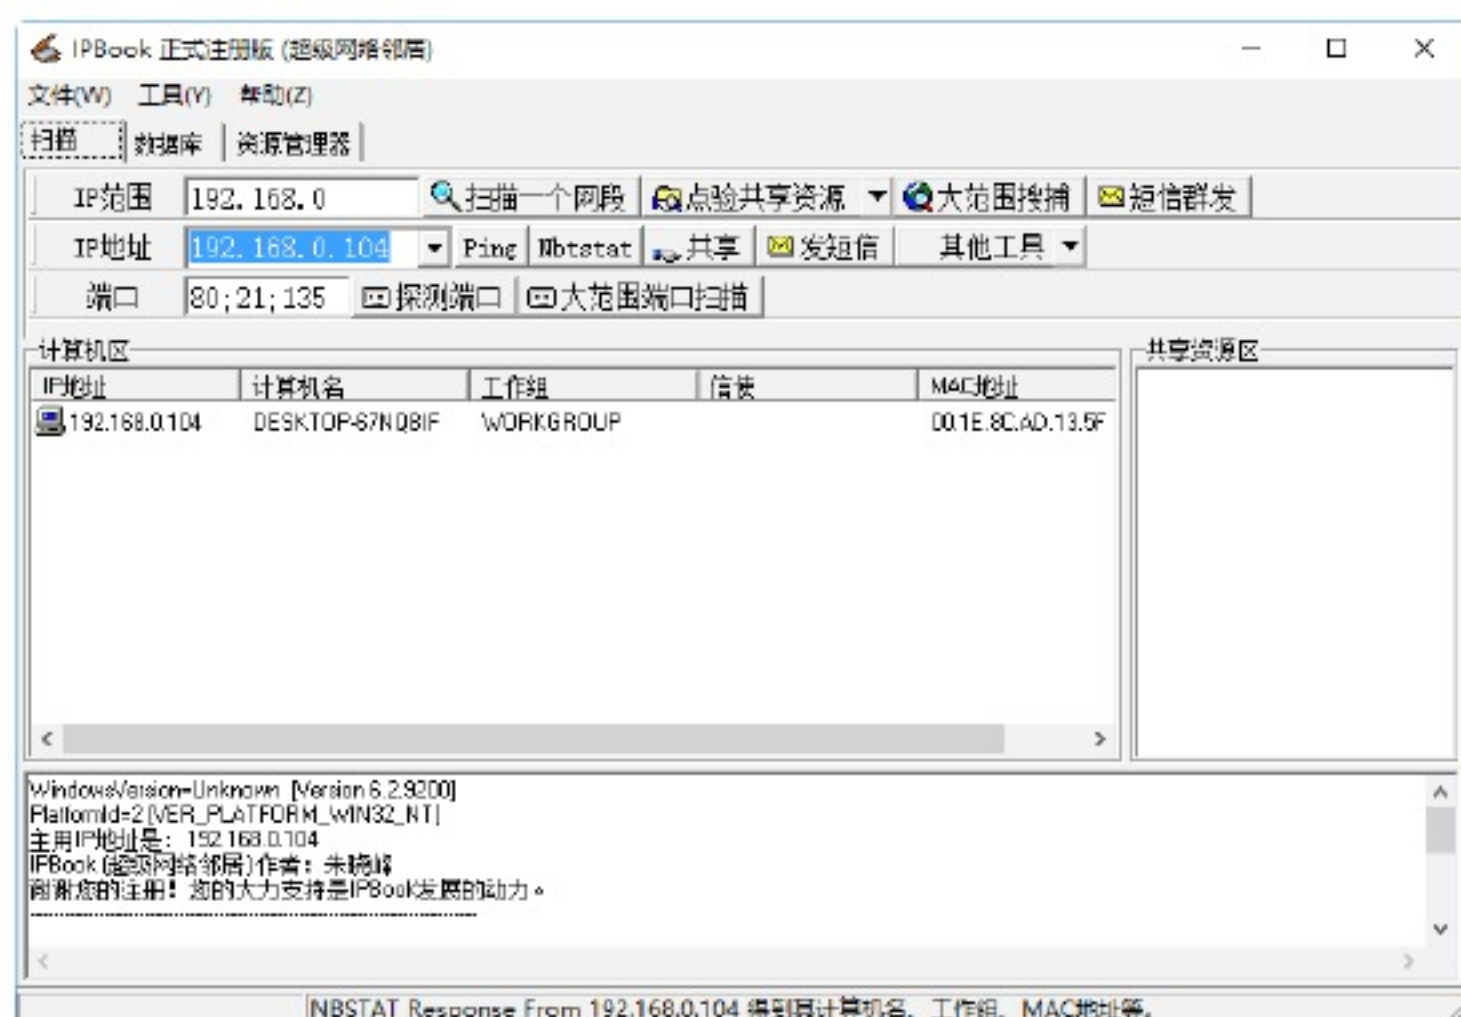 IPBook 正式注册版 (超级网络邻居)
文件(W) 工具(Y) 帮助(Z)
扫描 数据库 资源管理器
IP范围 192.168.0 扫描一个网段 点验共享资源 大范围搜捕 短信群发
IP地址 192.168.0.104 Ping Nbtstat 共享 发短信 其他工具
端口 80;21;135 探测端口 大范围端口扫描
计算机区 共享资源区
IP地址 计算机名 工作组 信使 MAC地址
192.168.0.104 DESKTOP-67NQ8IF WORKGROUP 00.1E.8C.AD.13.5F
WindowsVersion=Unknown [Version 6.2.9200]
PlatformId=2 [VER_PLATFORM_WIN32_NT]
主用IP地址是：192.168.0.104
IPBook (超级网络邻居)作者：朱晓峰
谢谢您的注册！您的大力支持是IPBook发展的动力。
NBSTAT Response From 192.168.0.104 得到其计算机名、工作组、MAC地址等。